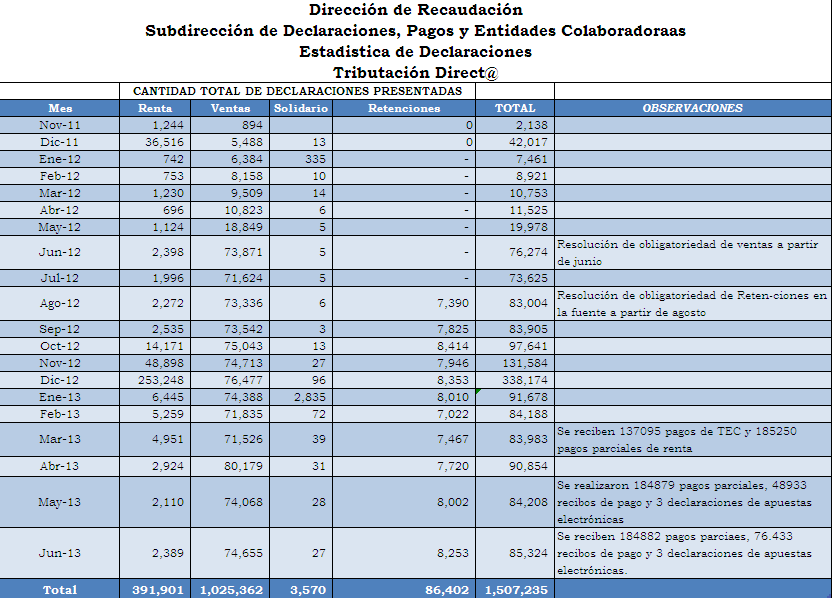 Dirección de Recaudación
Subdirección de Declaraciones, Pagos y Entidades Colaboradoraas
Estadistica de Declaraciones
Tributación Direct@
CANTIDAD TOTAL DE DECLARACIONES PRESENTADAS
Mes Renta Ventas Solidario Retenciones TOTAL OBSERVACIONES
Nov-11 1,244 894 0 2,138
Dic-11 36,516 5,488 13 0 42,017
Ene-12 742 6,384 335 - 7,461
Feb-12 753 8,158 10 - 8,921
Mar-12 1,230 9,509 14 - 10,753
Abr-12 696 10,823 6 - 11,525
May-12 1,124 18,849 5 - 19,978
Jun-12 2,398 73,871 5 - 76,274 Resolución de obligatoriedad de ventas a partir
de junio
Jul-12 1,996 71,624 5 - 73,625
Ago-12 2,272 73,336 6 7,390 83,004 Resolución de obligatoriedad de Reten-ciones en
la fuente a partir de agosto
Sep-12 2,535 73,542 3 7,825 83,905
Oct-12 14,171 75,043 13 8,414 97,641
Nov-12 48,898 74,713 27 7,946 131,584
Dic-12 253,248 76,477 96 8,353 338,174
Ene-13 6,445 74,388 2,835 8,010 91,678
Feb-13 5,259 71,835 72 7,022 84,188
Mar-13 4,951 71,526 39 7,467 83,983 Se reciben 137095 pagos de TEC y 185250
pagos parciales de renta
Abr-13 2,924 80,179 31 7,720 90,854
May-13 2,110 74,068 28 8,002 84,208 Se realizaron 184879 pagos parciales, 48933
recibos de pago y 3 declaraciones de apuestas
electrónicas
Jun-13 2,389 74,655 27 8,253 85,324 Se reciben 184882 pagos parciaes, 76.433
recibos de pago y 3 declaraciones de apuestas
electrónicas.
Total 391,901 1,025,362 3,570 86,402 1,507,235